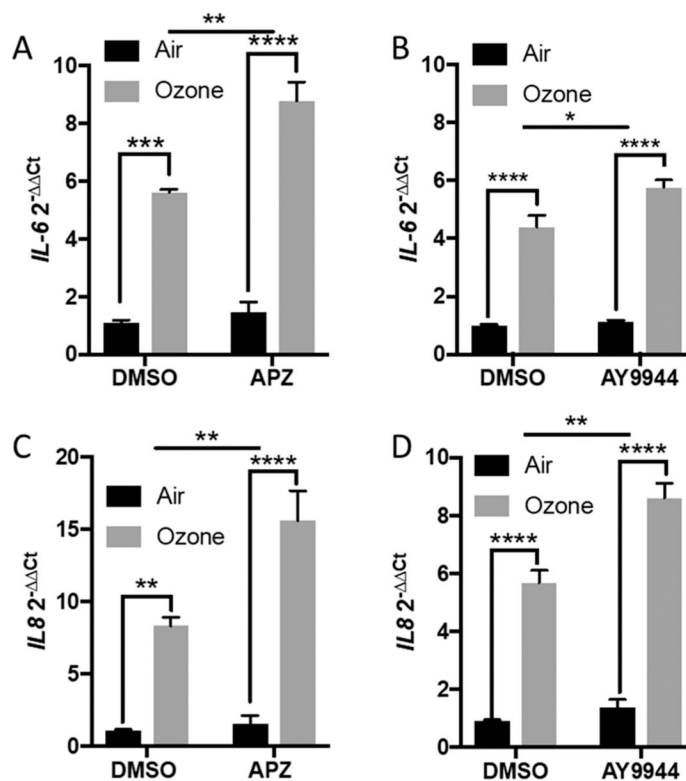 A
**
****
Air
Ozone
***
10
8
6
4
2
0
IL-6 2-ΔΔCt
DMSO
APZ
B
Air
Ozone
*
****
****
10
8
6
4
2
0
IL-6 2-ΔΔCt
DMSO
AY9944
C
**
****
Air
Ozone
**
20
15
10
5
0
IL8 2-ΔΔCt
DMSO
APZ
D
**
****
Air
Ozone
****
10
8
6
4
2
0
IL8 2-ΔΔCt
DMSO
AY9944